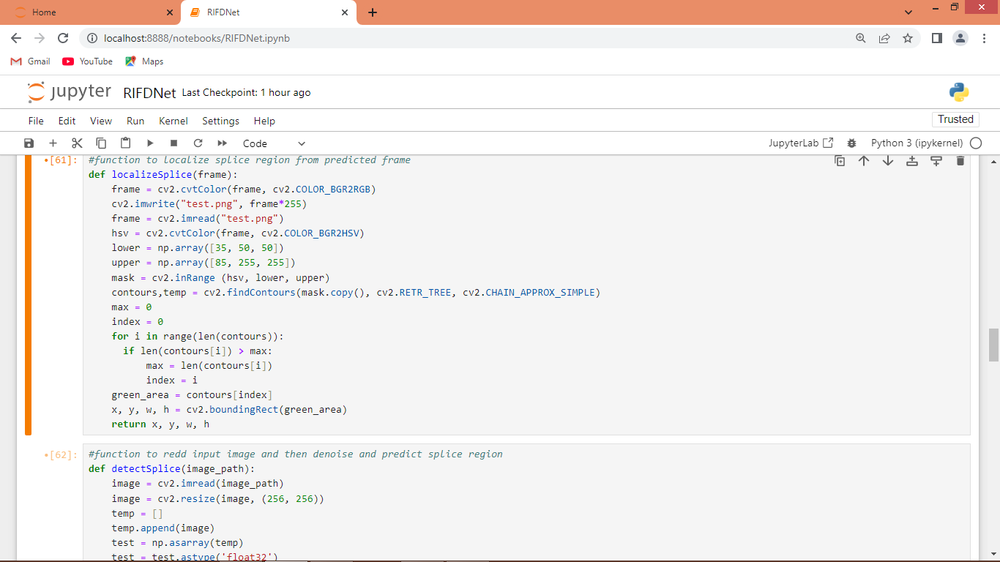 Home
RIFDNet
localhost:8888/notebooks/RIFDNet.ipynb
Gmail YouTube Maps
jupyter RIFDNet Last Checkpoint: 1 hour ago
File Edit View Run Kernel Settings Help
Trusted
Code
JupyterLab
Python 3 (ipykernel)
[61]: #function to localize splice region from predicted frame
def localizeSplice(frame):
    frame = cv2.cvtColor(frame, cv2.COLOR_BGR2RGB)
    cv2.imwrite("test.png", frame*255)
    frame = cv2.imread("test.png")
    hsv = cv2.cvtColor(frame, cv2.COLOR_BGR2HSV)
    lower = np.array([35, 50, 50])
    upper = np.array([85, 255, 255])
    mask = cv2.inRange (hsv, lower, upper)
    contours,temp = cv2.findContours(mask.copy(), cv2.RETR_TREE, cv2.CHAIN_APPROX_SIMPLE)
    max = 0
    index = 0
    for i in range(len(contours)):
      if len(contours[i]) > max:
          max = len(contours[i])
          index = i
    green_area = contours[index]
    x, y, w, h = cv2.boundingRect(green_area)
    return x, y, w, h
[62]: #function to redd input image and then denoise and predict splice region
def detectSplice(image_path):
    image = cv2.imread(image_path)
    image = cv2.resize(image, (256, 256))
    temp = []
    temp.append(image)
    test = np.asarray(temp)
    test = test.astype('float32')